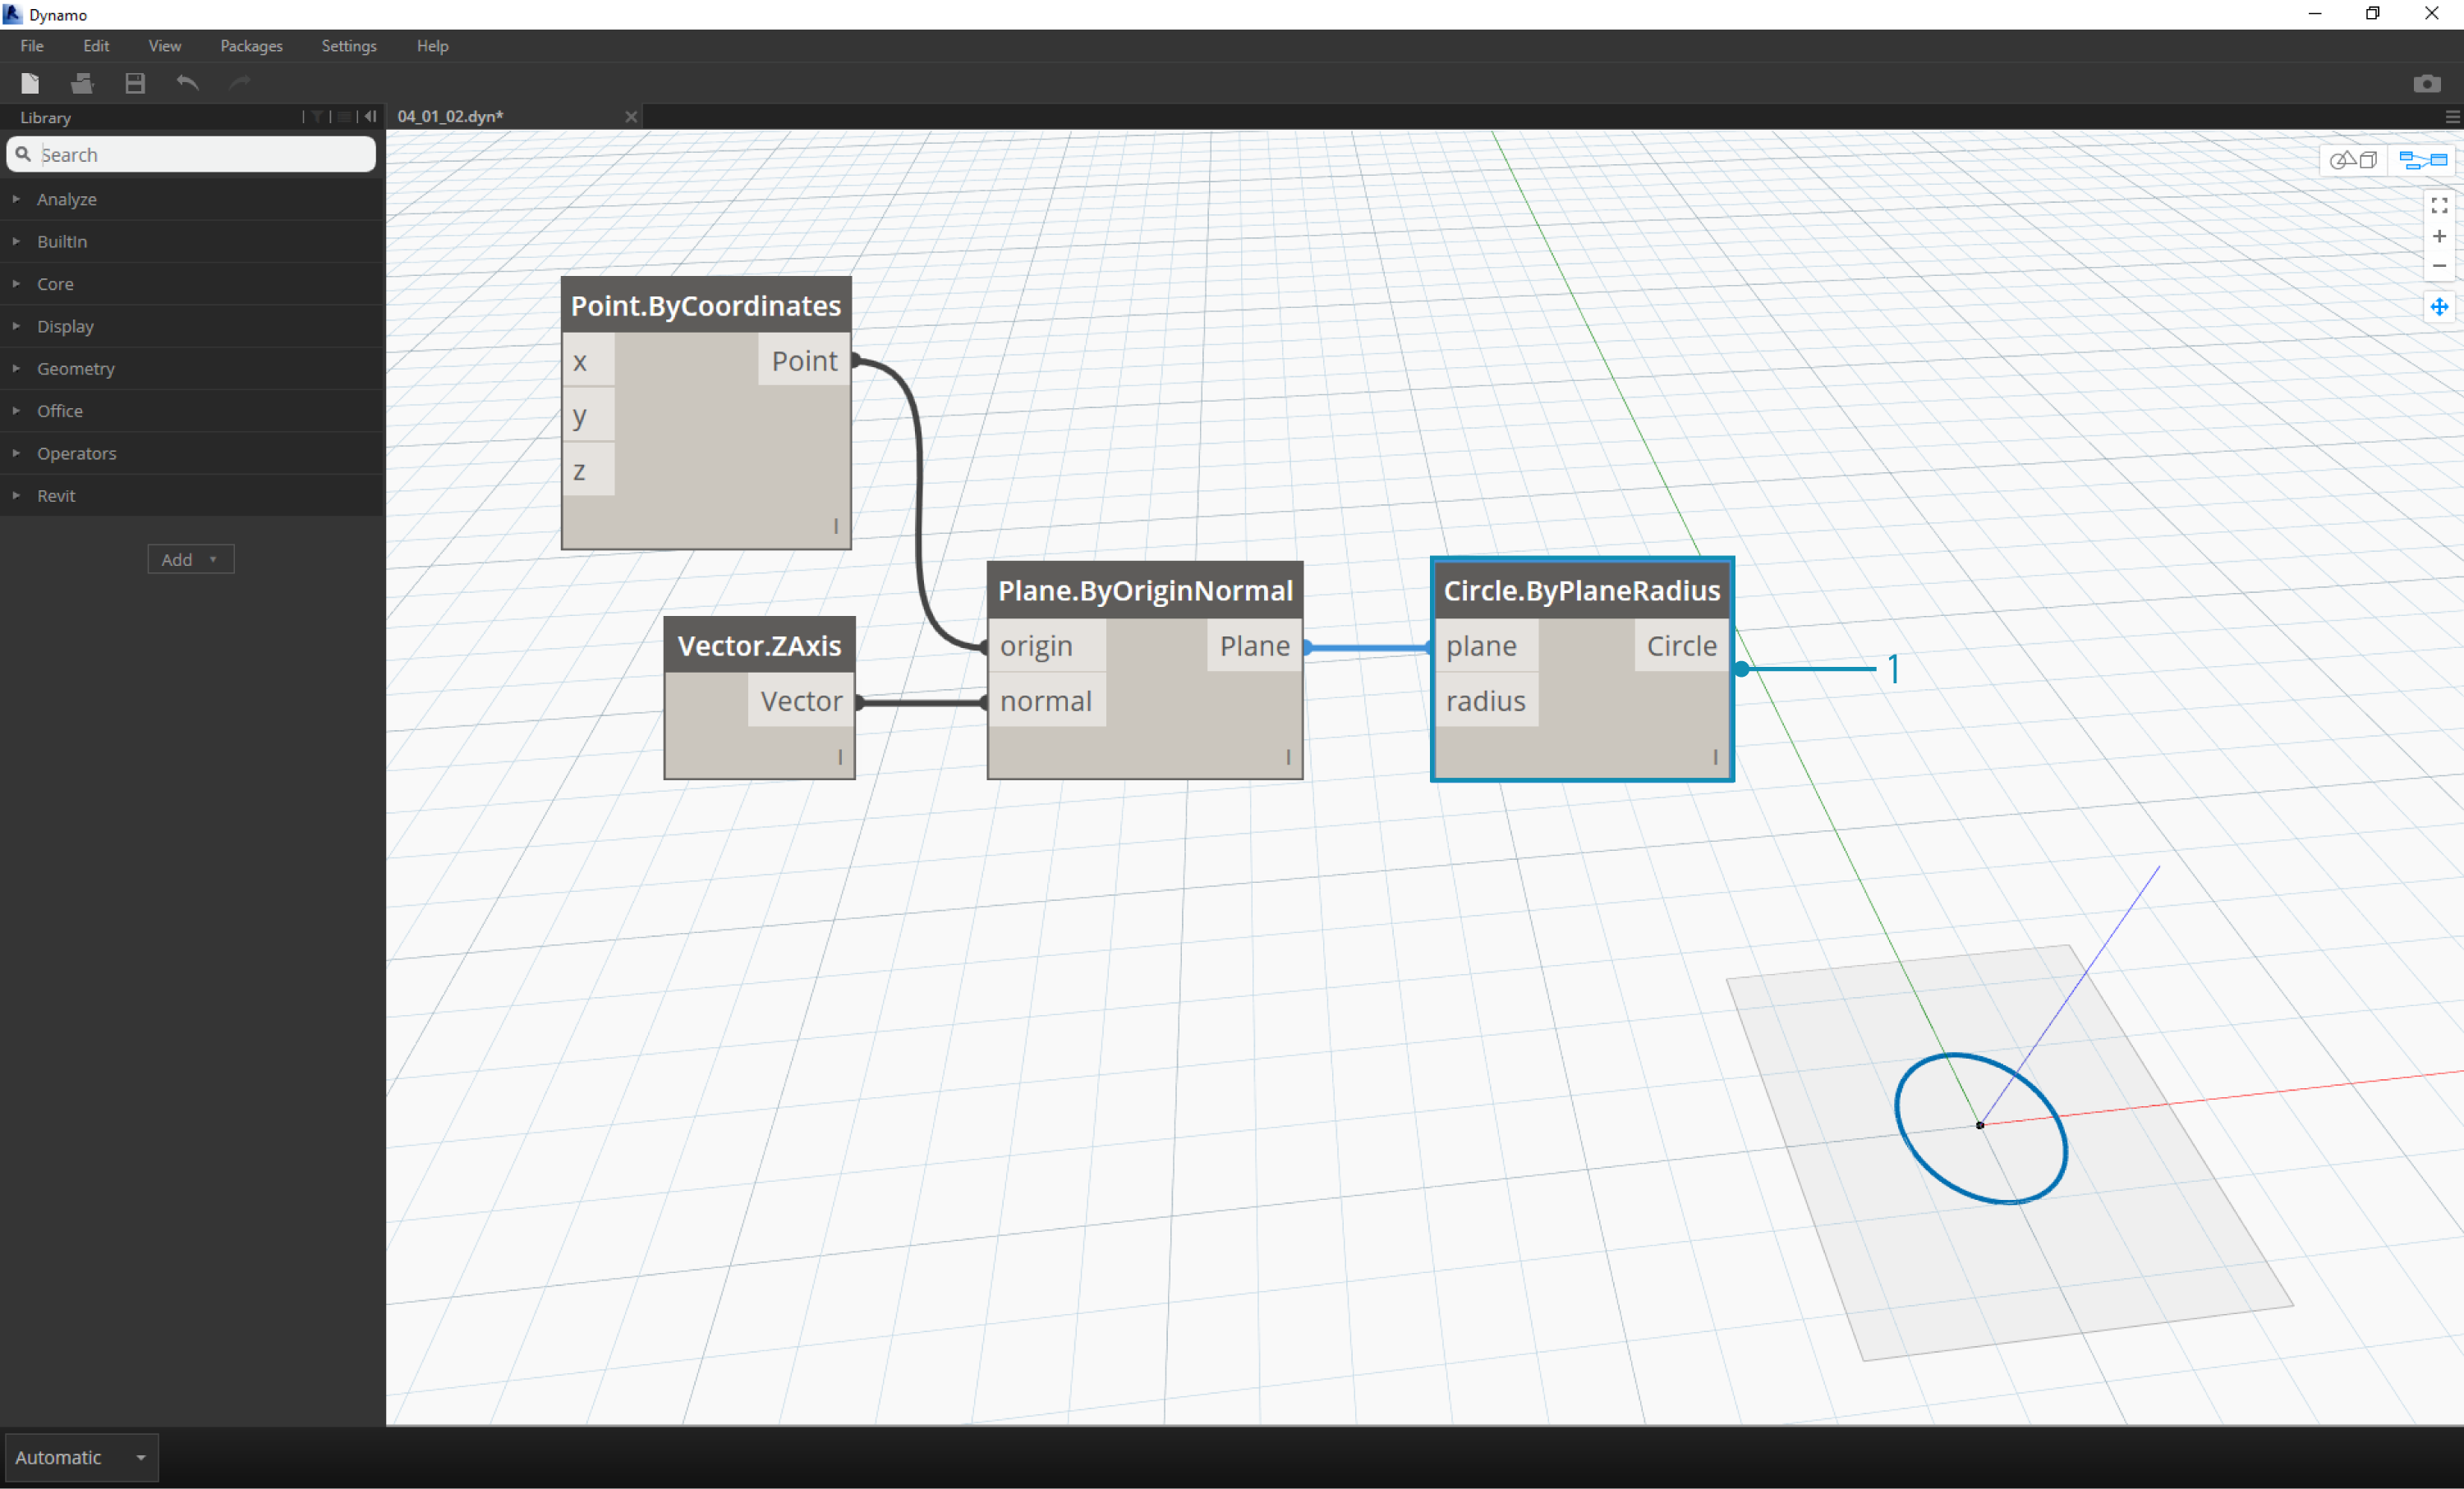 Dynamo
File Edit View Packages Settings Help
Library
04_01_02.dyn*
Search
Analyze
BuiltIn
Core
Display
Geometry
Office
Operators
Revit
Add
Point.ByCoordinates
x Point
y
z
Vector.ZAxis
Vector
Plane.ByOriginNormal
origin Plane
normal
Circle.ByPlaneRadius
plane Circle
radius
1
Automatic